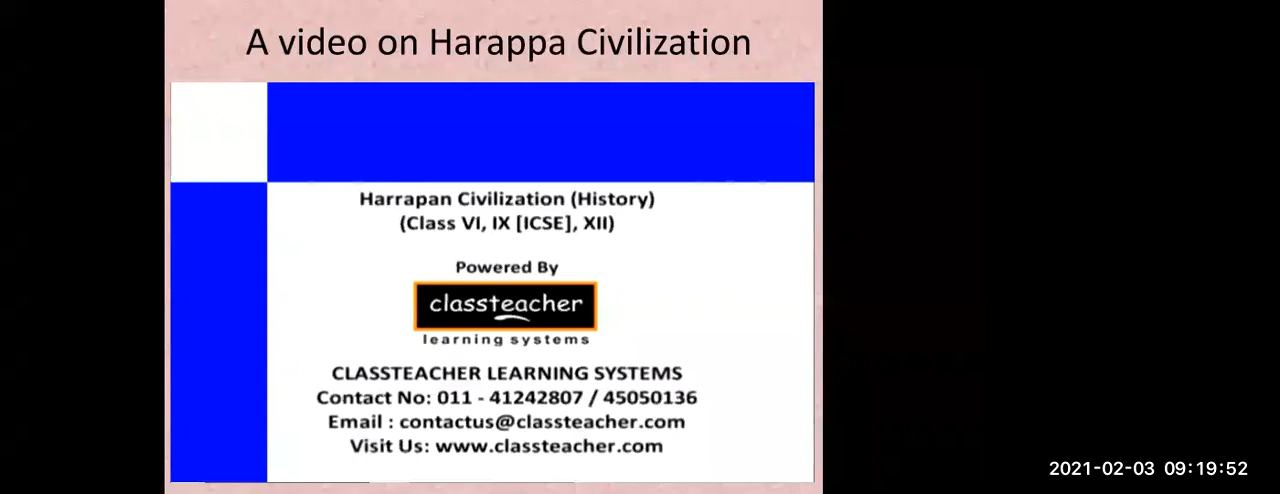 A video on Harappa Civilization
Harrapan Civilization (History)
(Class VI, IX [ICSE], XII)
Powered By
classteacher
learning systems
CLASSTEACHER LEARNING SYSTEMS
Contact No: 011 - 41242807 / 45050136
Email : contactus@classteacher.com
Visit Us: www.classteacher.com
2021-02-03 09:19:52